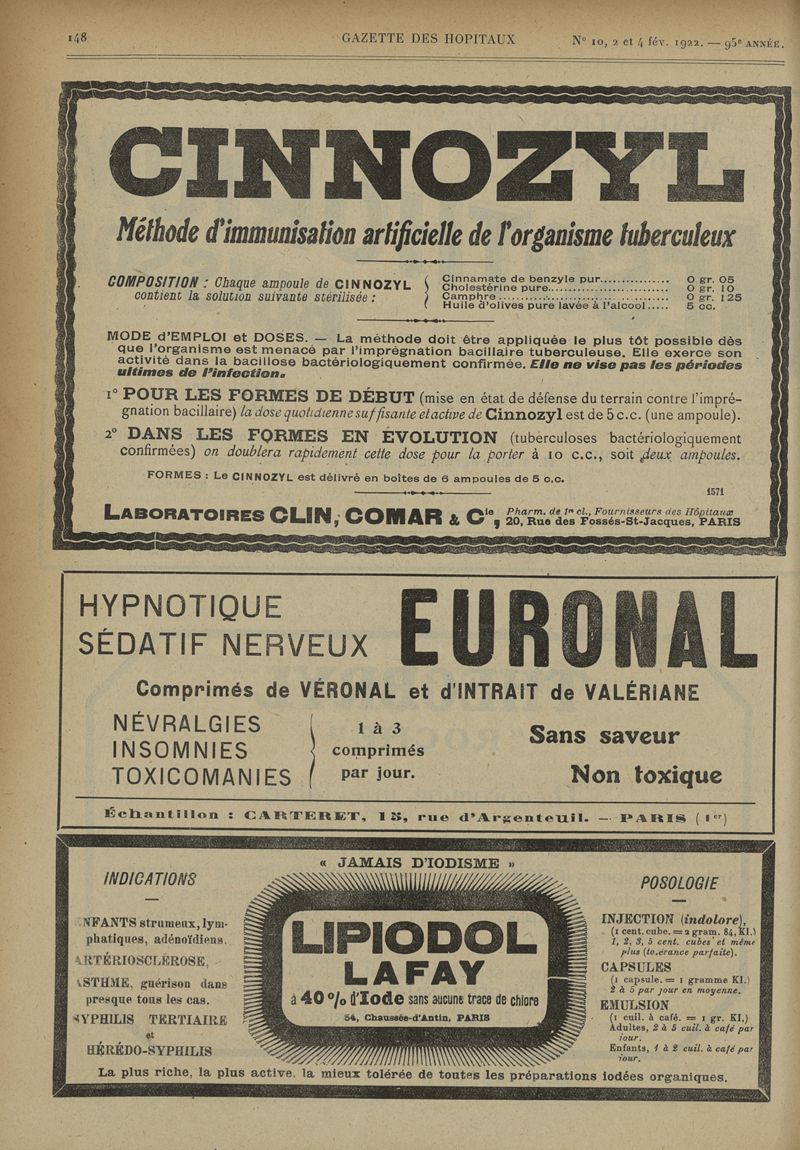 148 GAZETTE DES HOPITAUX N° 10, 2 et 4 fév. 1922. — 95e ANNÉE.
CINNOZYL
Méthode d'immunisation artificielle de l'organisme tuberculeux
COMPOSITION : Chaque ampoule de CINNOZYL
contient la solution suivante stérilisée :
Cinnamate de benzyle pur............... 0 gr. 05
Cholestérine pure............................ 0 gr. 10
Camphre....................................... 0 gr. 125
Huile d'olives pure lavée à l'alcool..... 5 cc.
MODE d'EMPLOI et DOSES. — La méthode doit être appliquée le plus tôt possible dès
que l'organisme est menacé par l'imprégnation bacillaire tuberculeuse. Elle exerce son
activité dans la bacillose bactériologiquement confirmée. Elle ne vise pas les périodes
ultimes de l'infection.
1° POUR LES FORMES DE DÉBUT (mise en état de défense du terrain contre l'impré-
gnation bacillaire) la dose quotidienne suffisante et active de Cinnozyl est de 5 c.c. (une ampoule).
2° DANS LES FORMES EN ÉVOLUTION (tuberculoses bactériologiquement
confirmées) on doublera rapidement cette dose pour la porter à 10 c.c., soit deux ampoules.
FORMES : Le CINNOZYL est délivré en boîtes de 6 ampoules de 5 c.c.
1571
LABORATOIRES CLIN, COMAR & Cie, Pharm. de 1re cl., Fournisseurs des Hôpitaux
20, Rue des Fossés-St-Jacques, PARIS
HYPNOTIQUE
SÉDATIF NERVEUX
EURONAL
Comprimés de VÉRONAL et d'INTRAIT de VALÉRIANE
NÉVRALGIES
INSOMNIES
TOXICOMANIES
1 à 3
comprimés
par jour.
Sans saveur
Non toxique
Échantillon : CARTERET, 15, rue d'Argenteuil. — PARIS (1er)
« JAMAIS D'IODISME »
INDICATIONS
NFANTS strumeux, lym-
phatiques, adénoïdiens.
ARTÉRIOSCLÉROSE,
ASTHME, guérison dans
presque tous les cas.
SYPHILIS TERTIAIRE
et
HÉRÉDO-SYPHILIS
LIPIODOL
LAFAY
à 40 % d'Iode sans aucune trace de chlore
54, Chaussée-d'Antin, PARIS
POSOLOGIE
INJECTION (indolore),
(1 cent. cube. = 2 gram. 84, KI.)
1, 2, 3, 5 cent. cubes et même
plus (tolérance parfaite).
CAPSULES
(1 capsule. = 1 gramme KI.)
2 à 5 par jour en moyenne.
EMULSION
(1 cuil. à café. = 1 gr. KI,)
Adultes, 2 à 5 cuil. à café par
jour.
Enfants, 1 à 2 cuil. à café par
jour.
La plus riche, la plus active, la mieux tolérée de toutes les préparations iodées organiques.